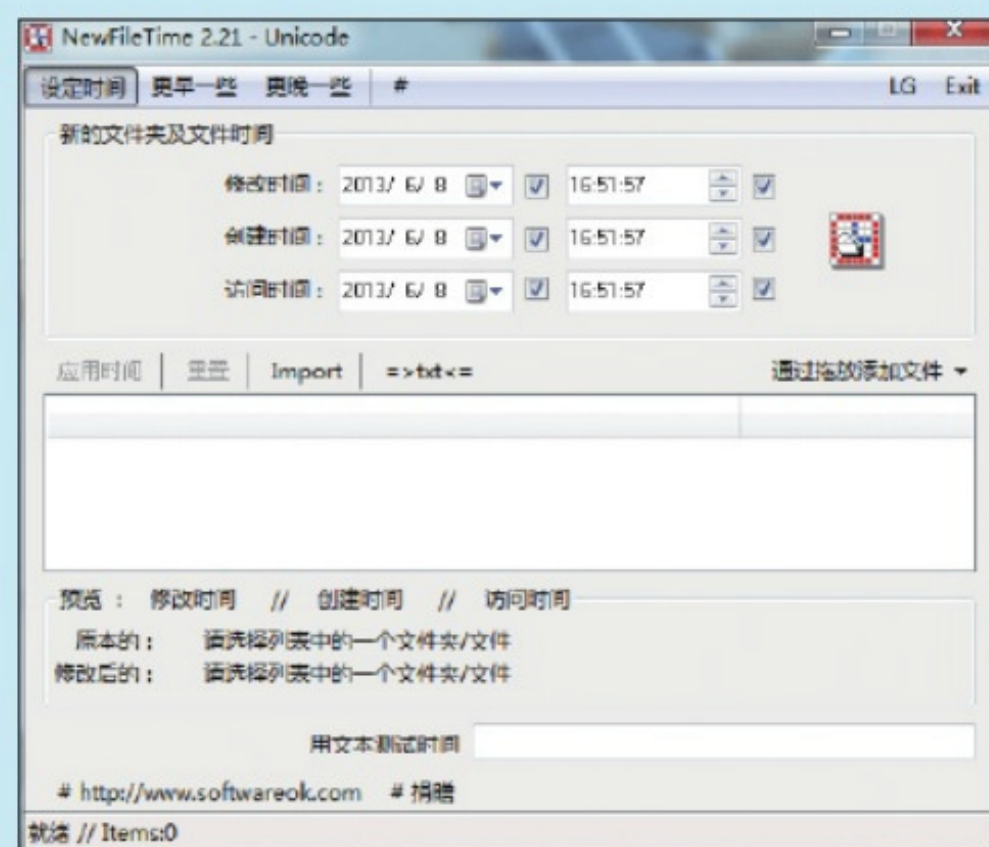 NewFileTime 2.21 - Unicode
设定时间 更早一些 更晚一些 # LG Exit
新的文件夹及文件时间
修改时间: 2013/ 6/ 8 16:51:57
创建时间: 2013/ 6/ 8 16:51:57
访问时间: 2013/ 6/ 8 16:51:57
应用时间 重置 Import =>txt<= 通过拖放添加文件
预览 : 修改时间 // 创建时间 // 访问时间
原本的: 请选择列表中的一个文件夹/文件
修改后的: 请选择列表中的一个文件夹/文件
用文本测试时间
# http://www.softwareok.com # 捐赠
就绪 // Items:0